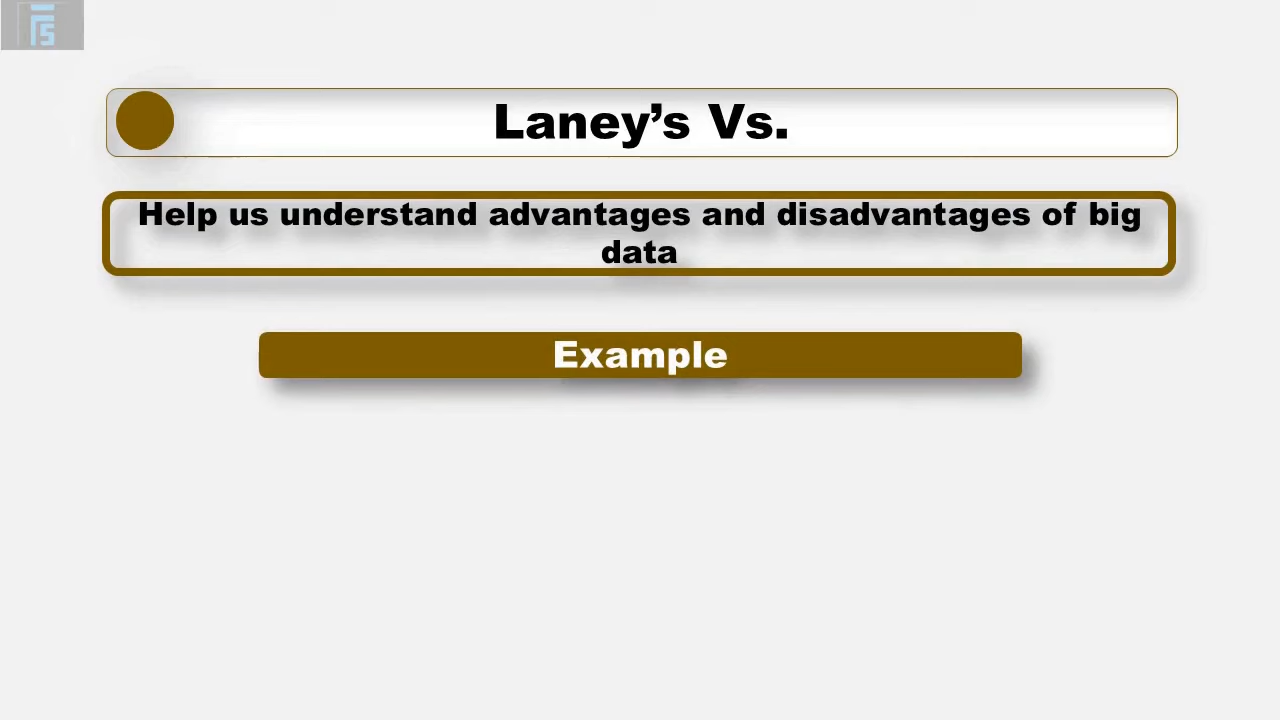 Laney’s Vs.
Help us understand advantages and disadvantages of big
data
Example